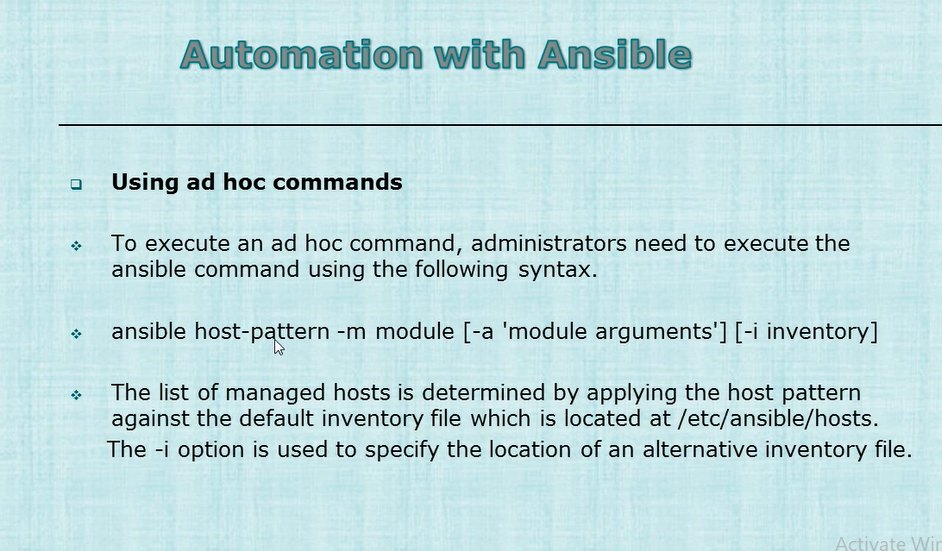 Automation with Ansible
Using ad hoc commands
To execute an ad hoc command, administrators need to execute the
ansible command using the following syntax.
ansible host-pattern -m module [-a 'module arguments'] [-i inventory]
The list of managed hosts is determined by applying the host pattern
against the default inventory file which is located at /etc/ansible/hosts.
The -i option is used to specify the location of an alternative inventory file.
Activate